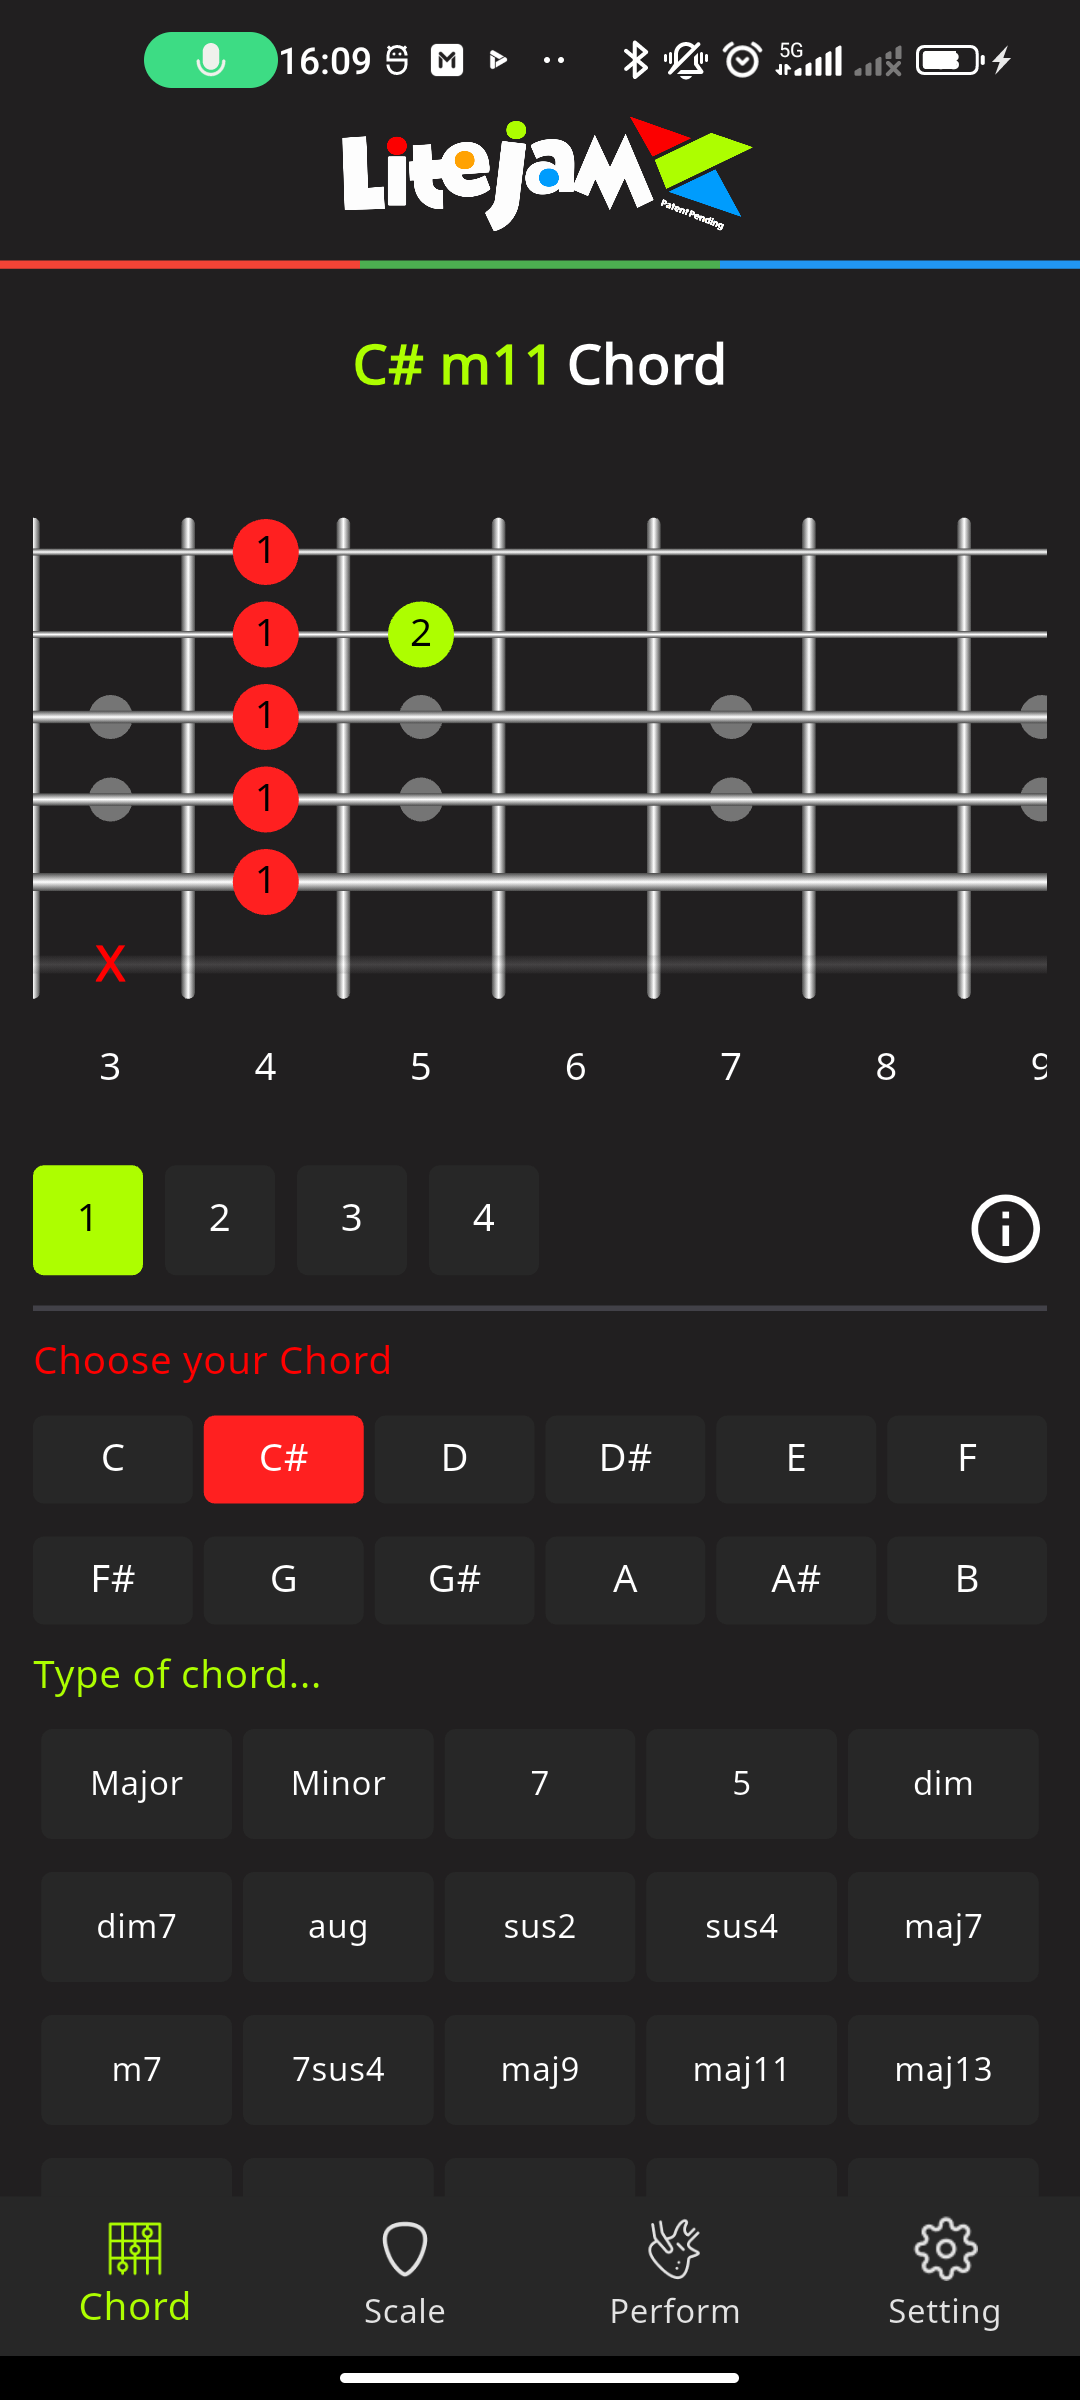 16:09
5G
LiteJam
Patent Pending
C# m11 Chord
1
1 2
1
1
1
X
3 4 5 6 7 8 9
1 2 3 4
Choose your Chord
C C# D D# E F
F# G G# A A# B
Type of chord...
Major Minor 7 5 dim
dim7 aug sus2 sus4 maj7
m7 7sus4 maj9 maj11 maj13
Chord Scale Perform Setting